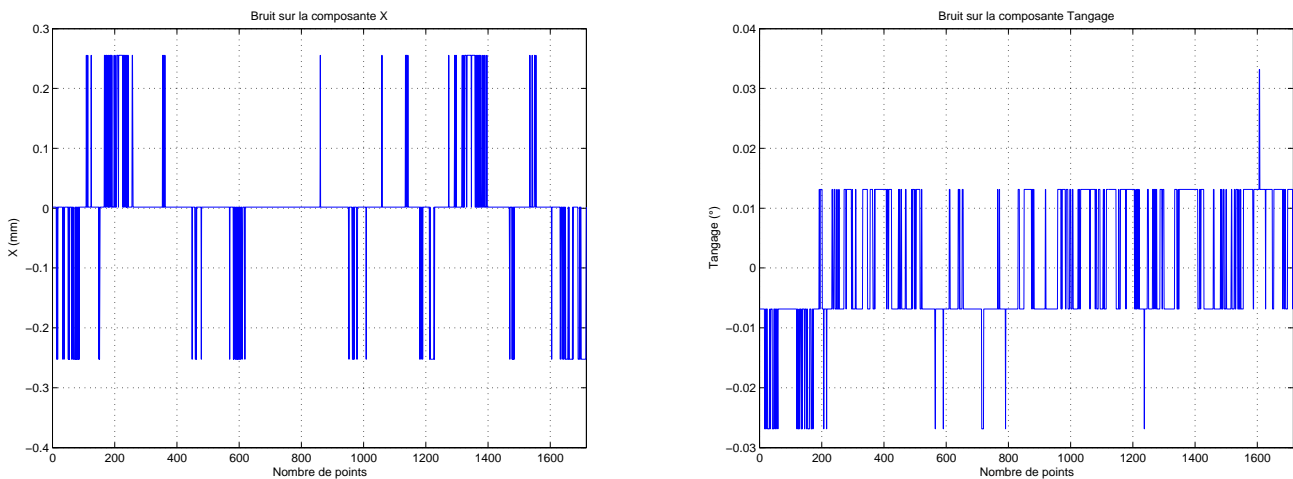 Bruit sur la composante X
0.3
0.2
0.1
0
−0.1
−0.2
−0.3
−0.4
X (mm)
0 200 400 600 800 1000 1200 1400 1600
Nombre de points
Bruit sur la composante Tangage
0.04
0.03
0.02
0.01
0
−0.01
−0.02
−0.03
Tangage (°)
0 200 400 600 800 1000 1200 1400 1600
Nombre de points